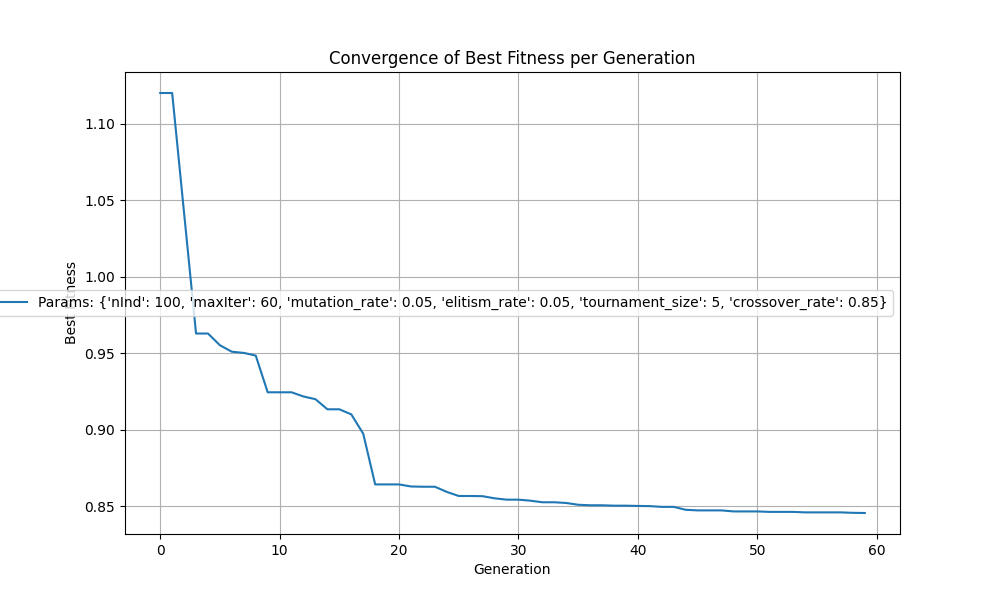 Convergence of Best Fitness per Generation
1.10
1.05
1.00
0.95
0.90
0.85
Best Fitness
Params: {'nInd': 100, 'maxIter': 60, 'mutation_rate': 0.05, 'elitism_rate': 0.05, 'tournament_size': 5, 'crossover_rate': 0.85}
0 10 20 30 40 50 60
Generation